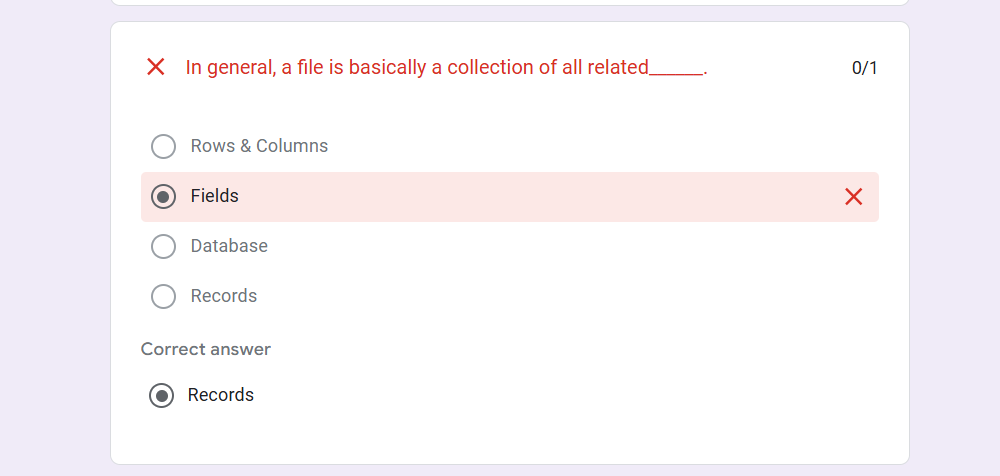 In general, a file is basically a collection of all related______.
0/1
Rows & Columns
Fields
Database
Records
Correct answer
Records